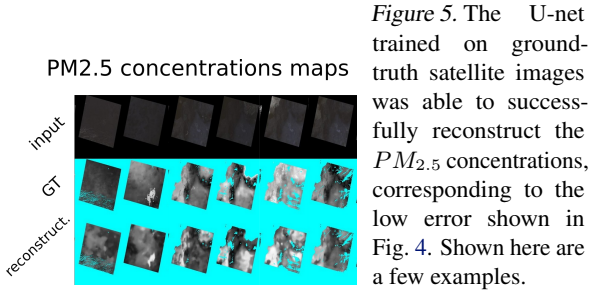 PM2.5 concentrations maps
input
GT
reconstruct.
Figure 5. The U-net
trained on ground-
truth satellite images
was able to success-
fully reconstruct the
PM2.5 concentrations,
corresponding to the
low error shown in
Fig. 4. Shown here are
a few examples.